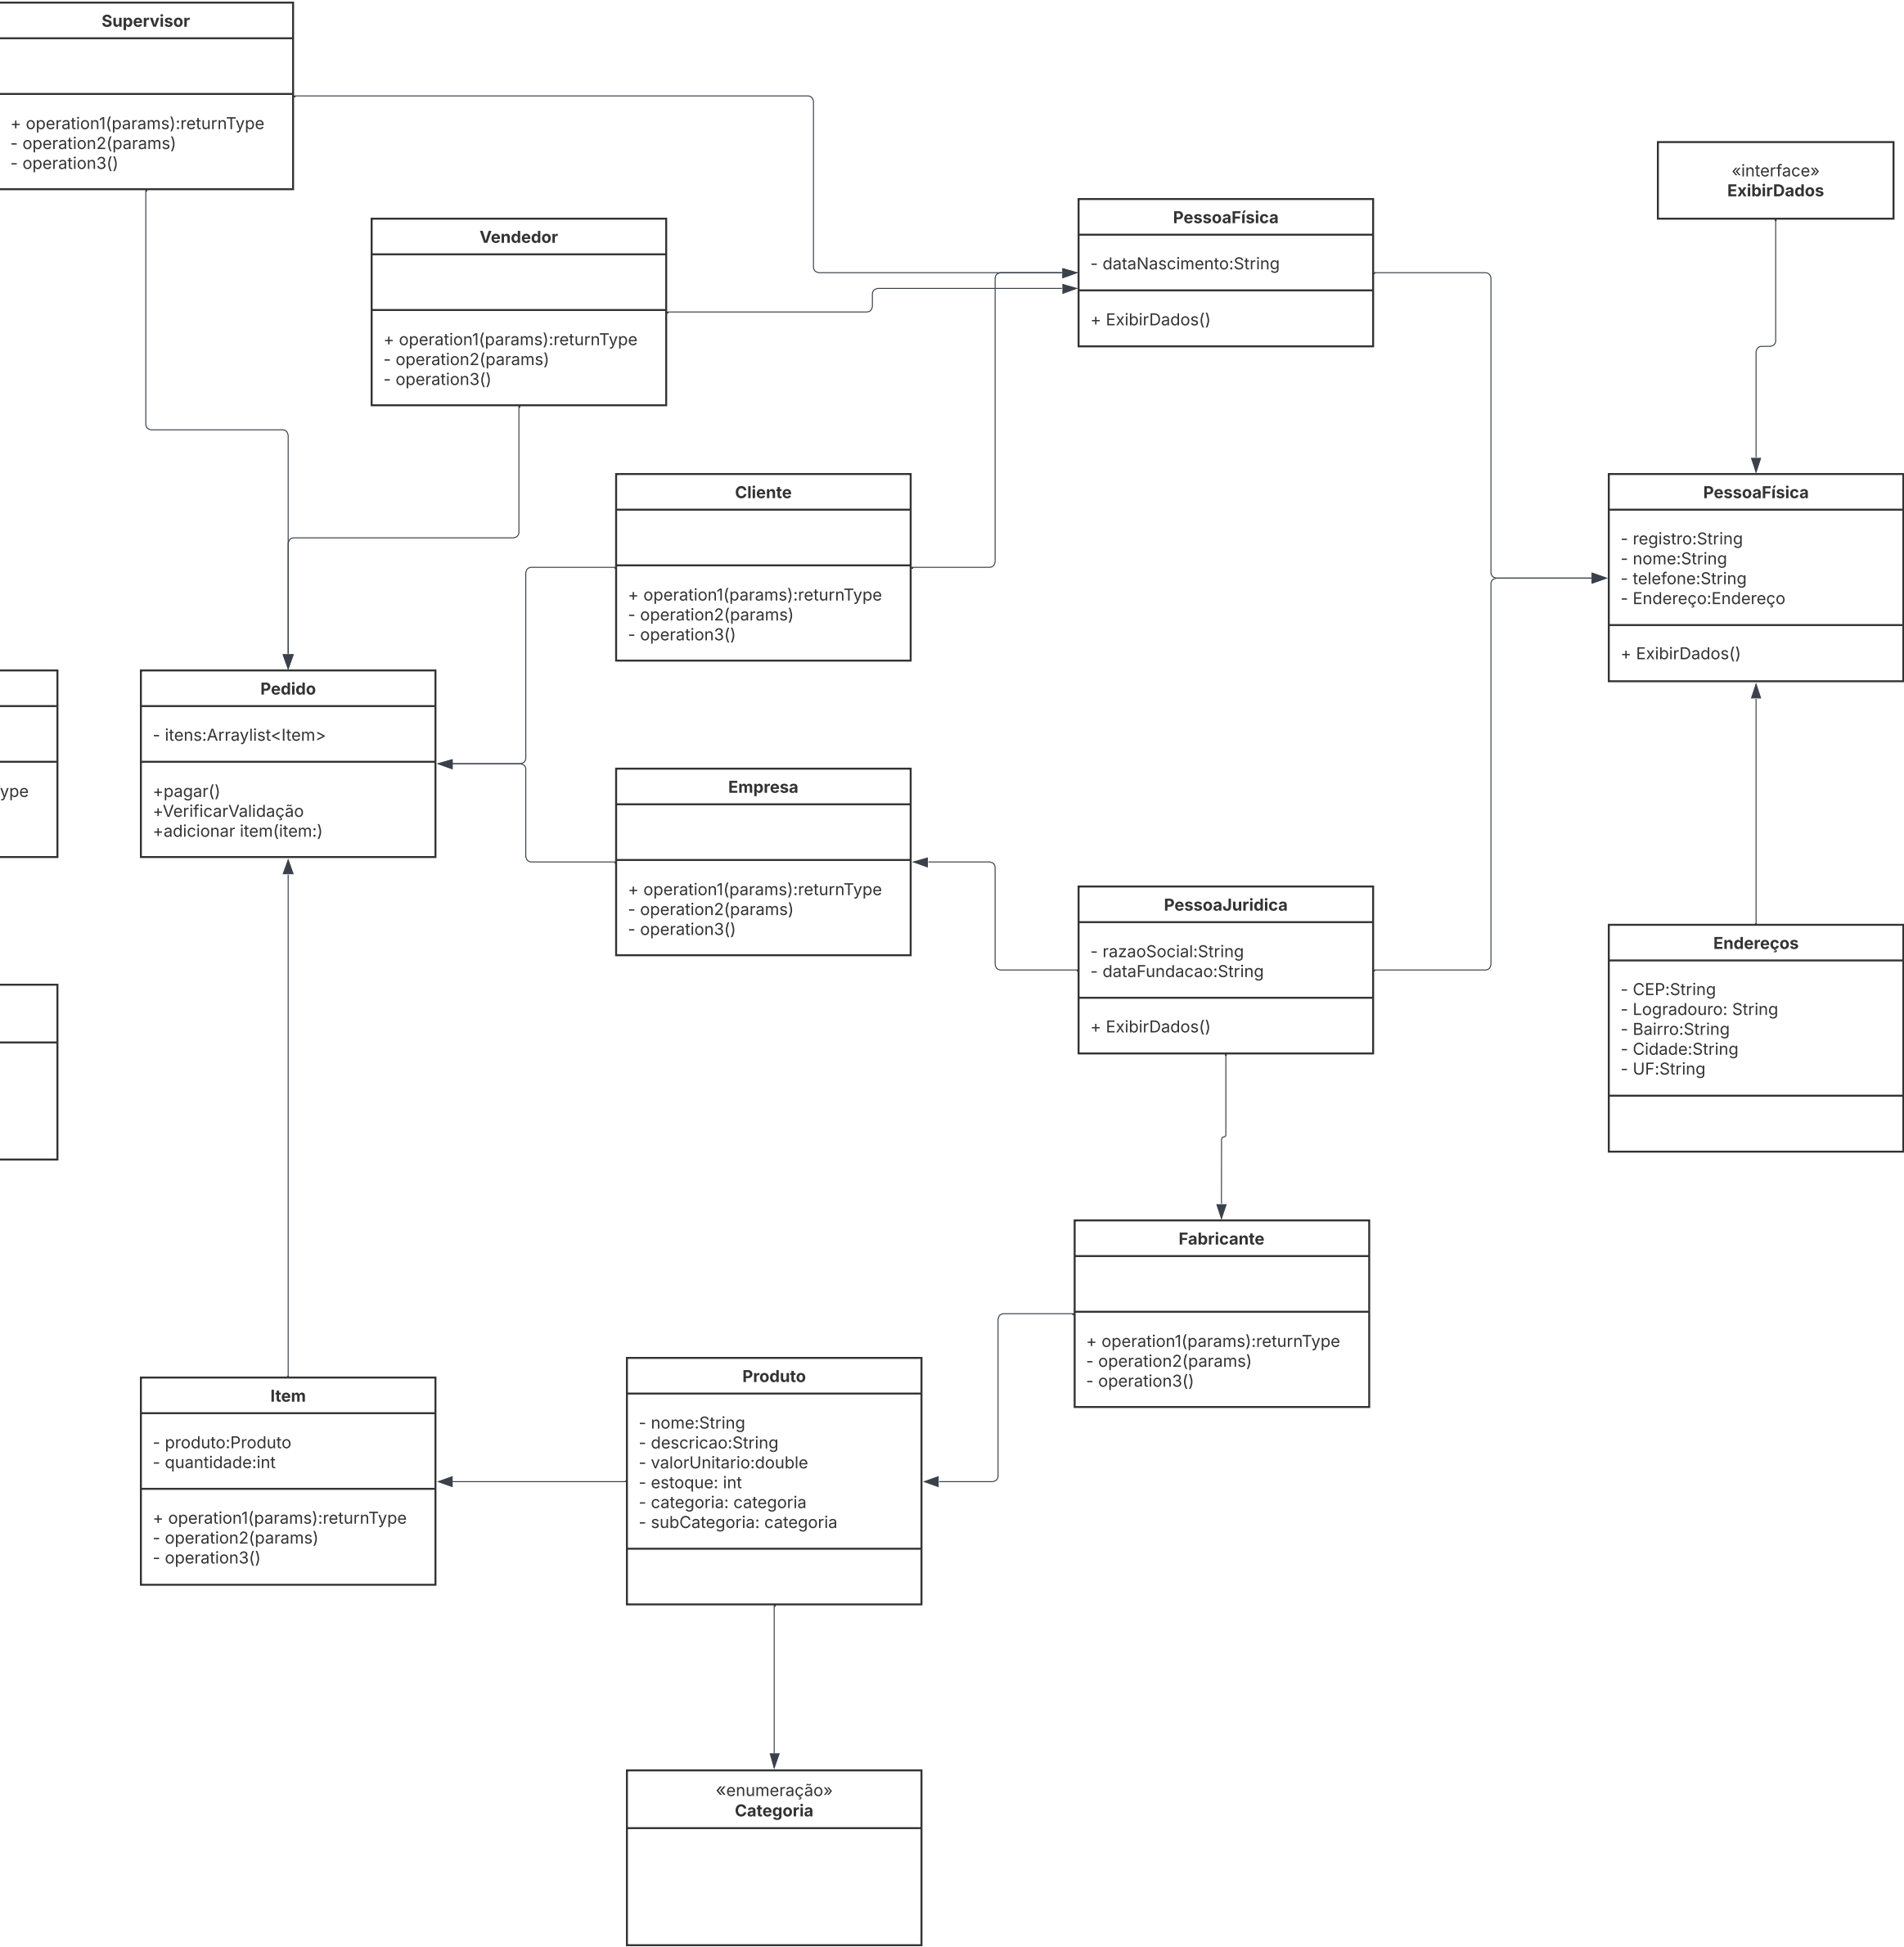 Supervisor
+ operation1(params):returnType
- operation2(params)
- operation3()
«interface»
ExibirDados
PessoaFísica
- dataNascimento:String
+ ExibirDados()
Vendedor
+ operation1(params):returnType
- operation2(params)
- operation3()
Cliente
+ operation1(params):returnType
- operation2(params)
- operation3()
PessoaFísica
- registro:String
- nome:String
- telefone:String
- Endereço:Endereço
+ ExibirDados()
Pedido
- itens:Arraylist<Item>
+pagar()
+VerificarValidação
+adicionar item(item:)
ype
Empresa
+ operation1(params):returnType
- operation2(params)
- operation3()
PessoaJuridica
- razaoSocial:String
- dataFundacao:String
+ ExibirDados()
Endereços
- CEP:String
- Logradouro: String
- Bairro:String
- Cidade:String
- UF:String
Fabricante
+ operation1(params):returnType
- operation2(params)
- operation3()
Item
- produto:Produto
- quantidade:int
+ operation1(params):returnType
- operation2(params)
- operation3()
Produto
- nome:String
- descricao:String
- valorUnitario:double
- estoque: int
- categoria: categoria
- subCategoria: categoria
«enumeração»
Categoria